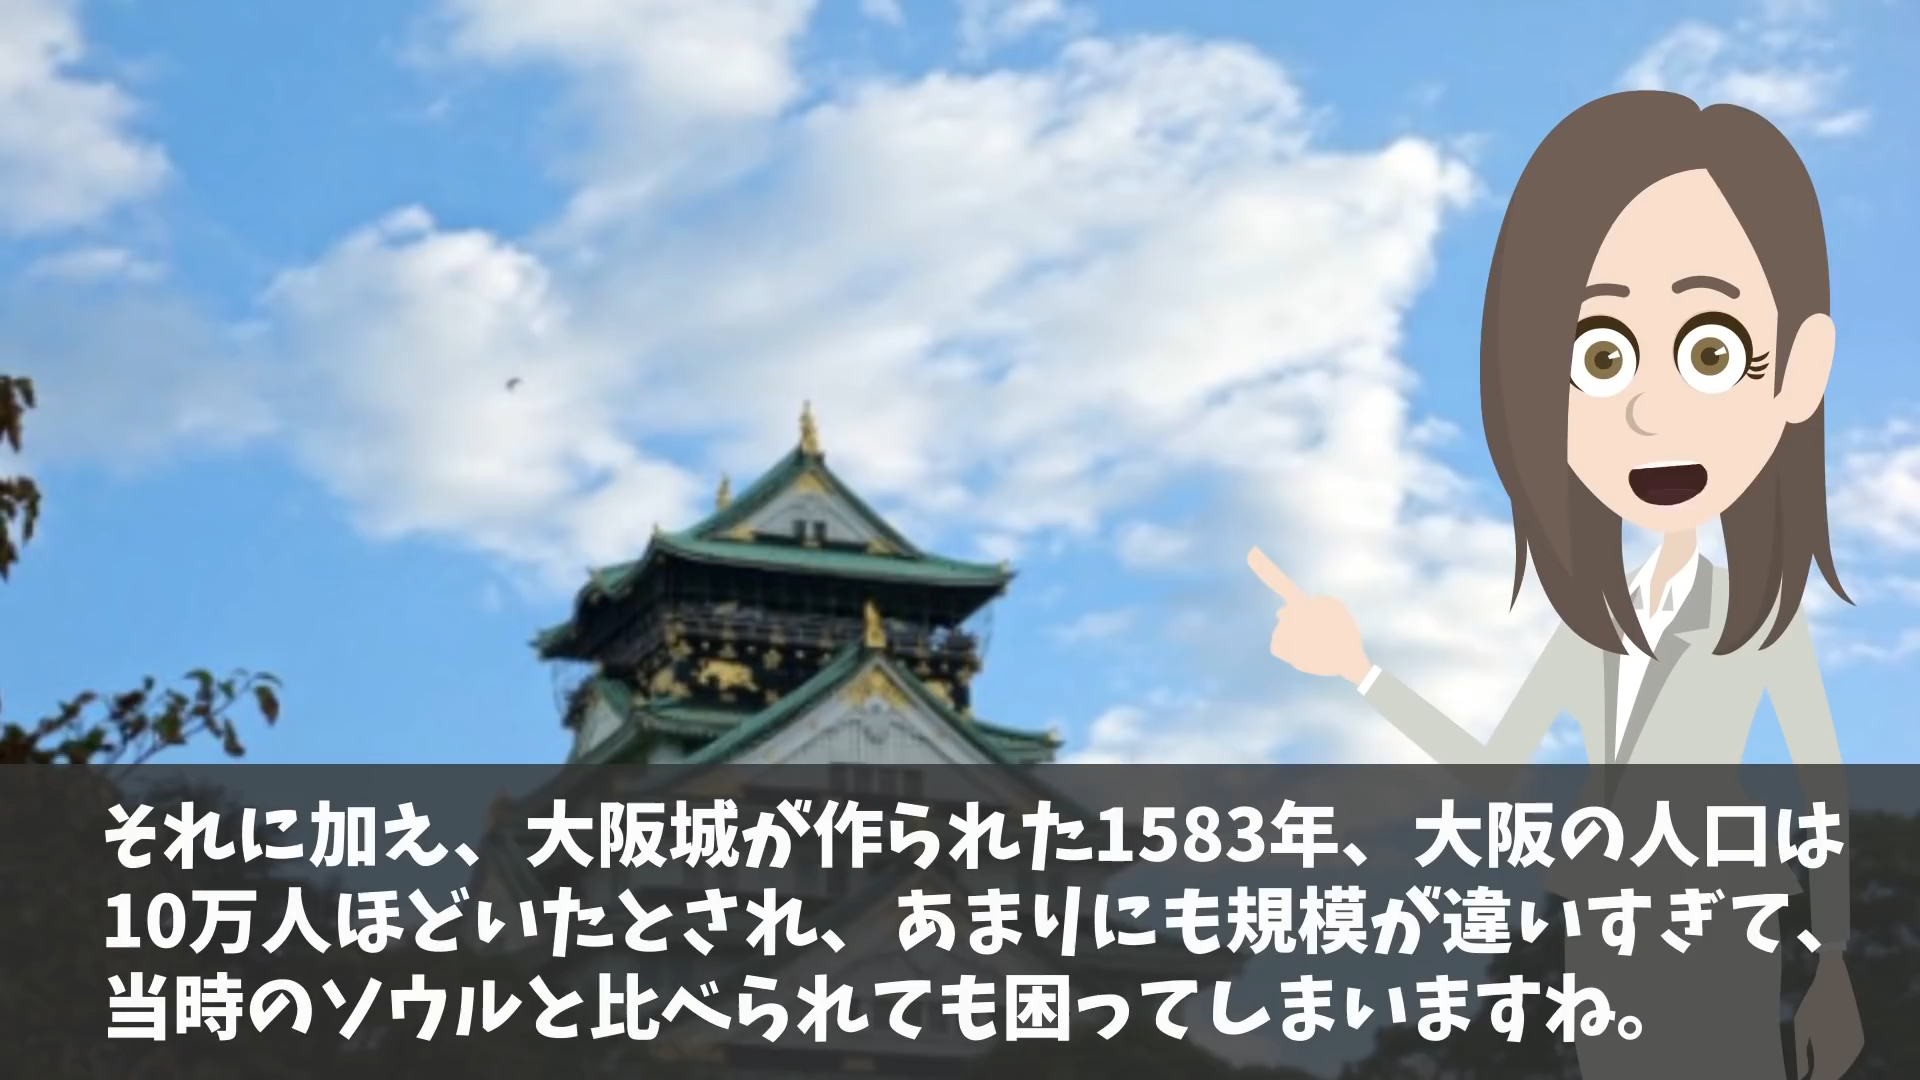 それに加え、大阪城が作られた1583年、大阪の人口は
10万人ほどいたとされ、あまりにも規模が違いすぎて、
当時のソウルと比べられても困ってしまいますね。